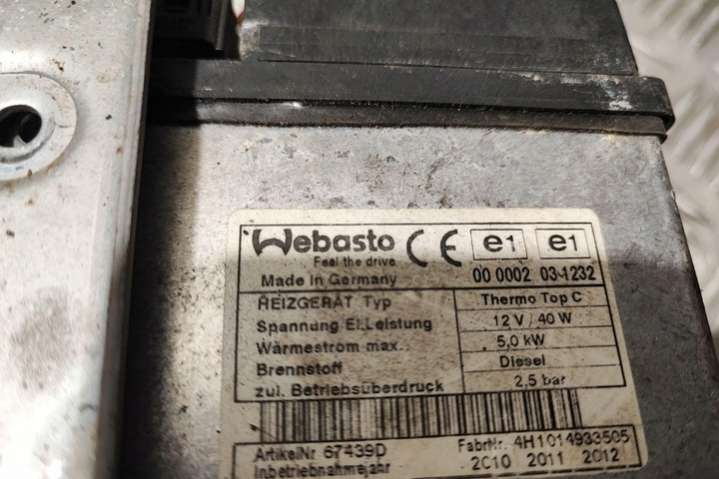 Webasto CE e1 e1
Feel the drive
Made In Germany 00 0002 03-1232
HEIZGERÄT Typ Thermo Top C
Spannung El.Leistung 12 V / 40 W
Wärmestrom max. 5,0 kW
Brennstoff Diesel
zul. Betriebsüberdruck 2,5 bar
ArtikelNr 67439D FabrNr. 4H1014933505
Inbetriebnahmejahr 2010 2011 2012